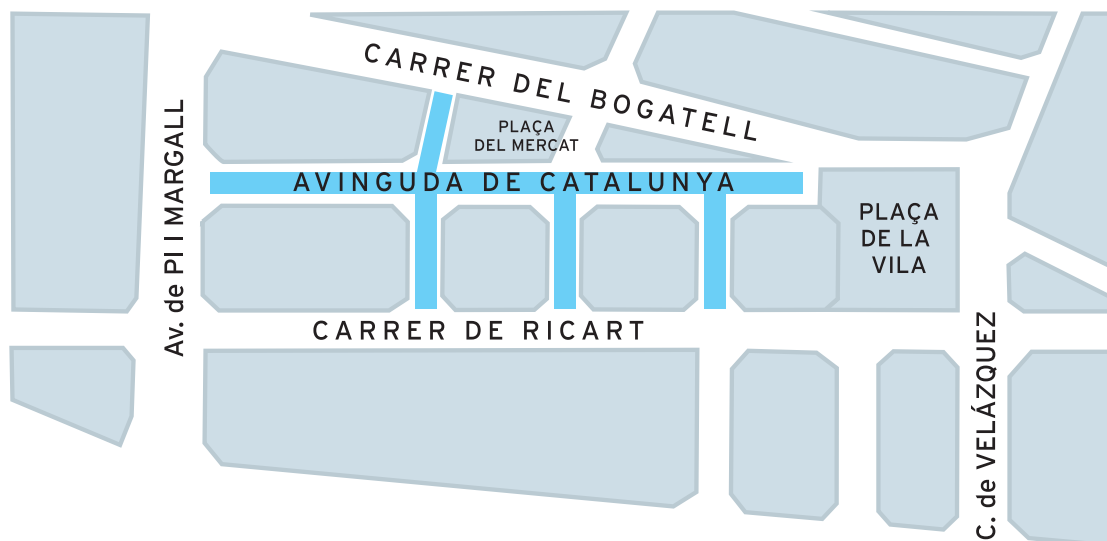 CARRER DEL BOGATELL
PLAÇA
DEL MERCAT
AVINGUDA DE CATALUNYA
Av. de PI I MARGALL
PLAÇA
DE LA
VILA
CARRER DE RICART
C. de VELÁZQUEZ